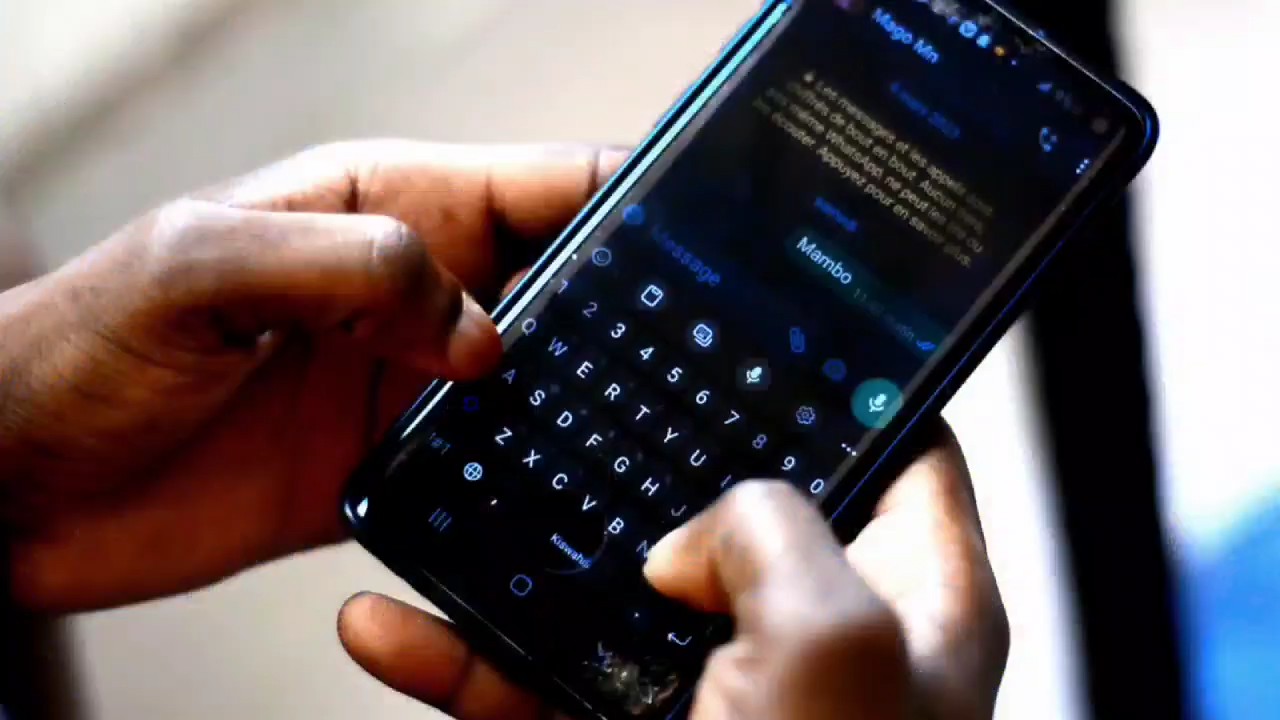 Mago Mn
Les messages et les appels sont
chiffrés de bout en bout. Aucun tiers,
pas même WhatsApp, ne peut les lire ou
les écouter. Appuyez pour en savoir plus.
Mambo
Message
1 2 3 4 5 6 7 8 9 0
Q W E R T Y U I
A S D F G H J
Z X C V B N
!#1
,
Kiswahili
.